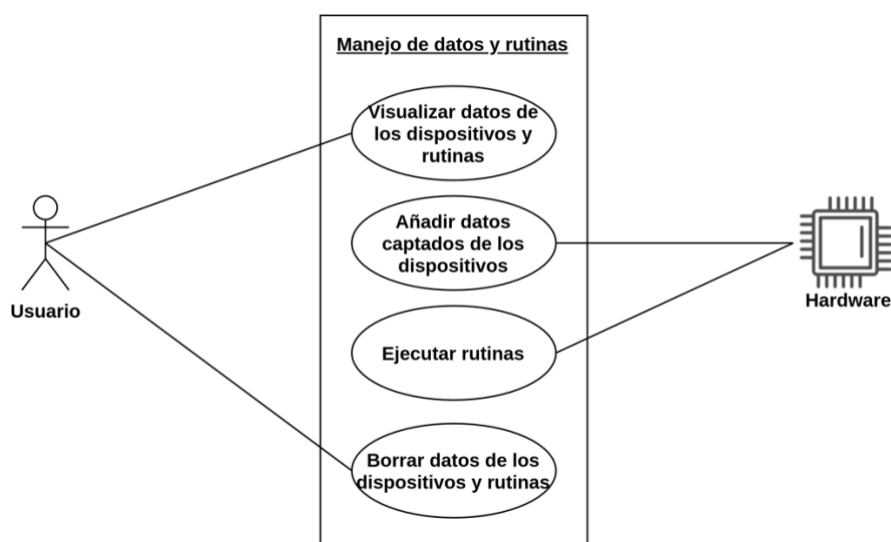 Manejo de datos y rutinas
Visualizar datos de
los dispositivos y
rutinas
Añadir datos
captados de los
dispositivos
Usuario
Hardware
Ejecutar rutinas
Borrar datos de los
dispositivos y rutinas